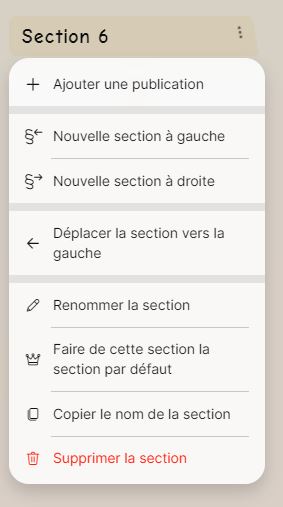 Section 6
Ajouter une publication
Nouvelle section à gauche
Nouvelle section à droite
Déplacer la section vers la
gauche
Renommer la section
Faire de cette section la
section par défaut
Copier le nom de la section
Supprimer la section